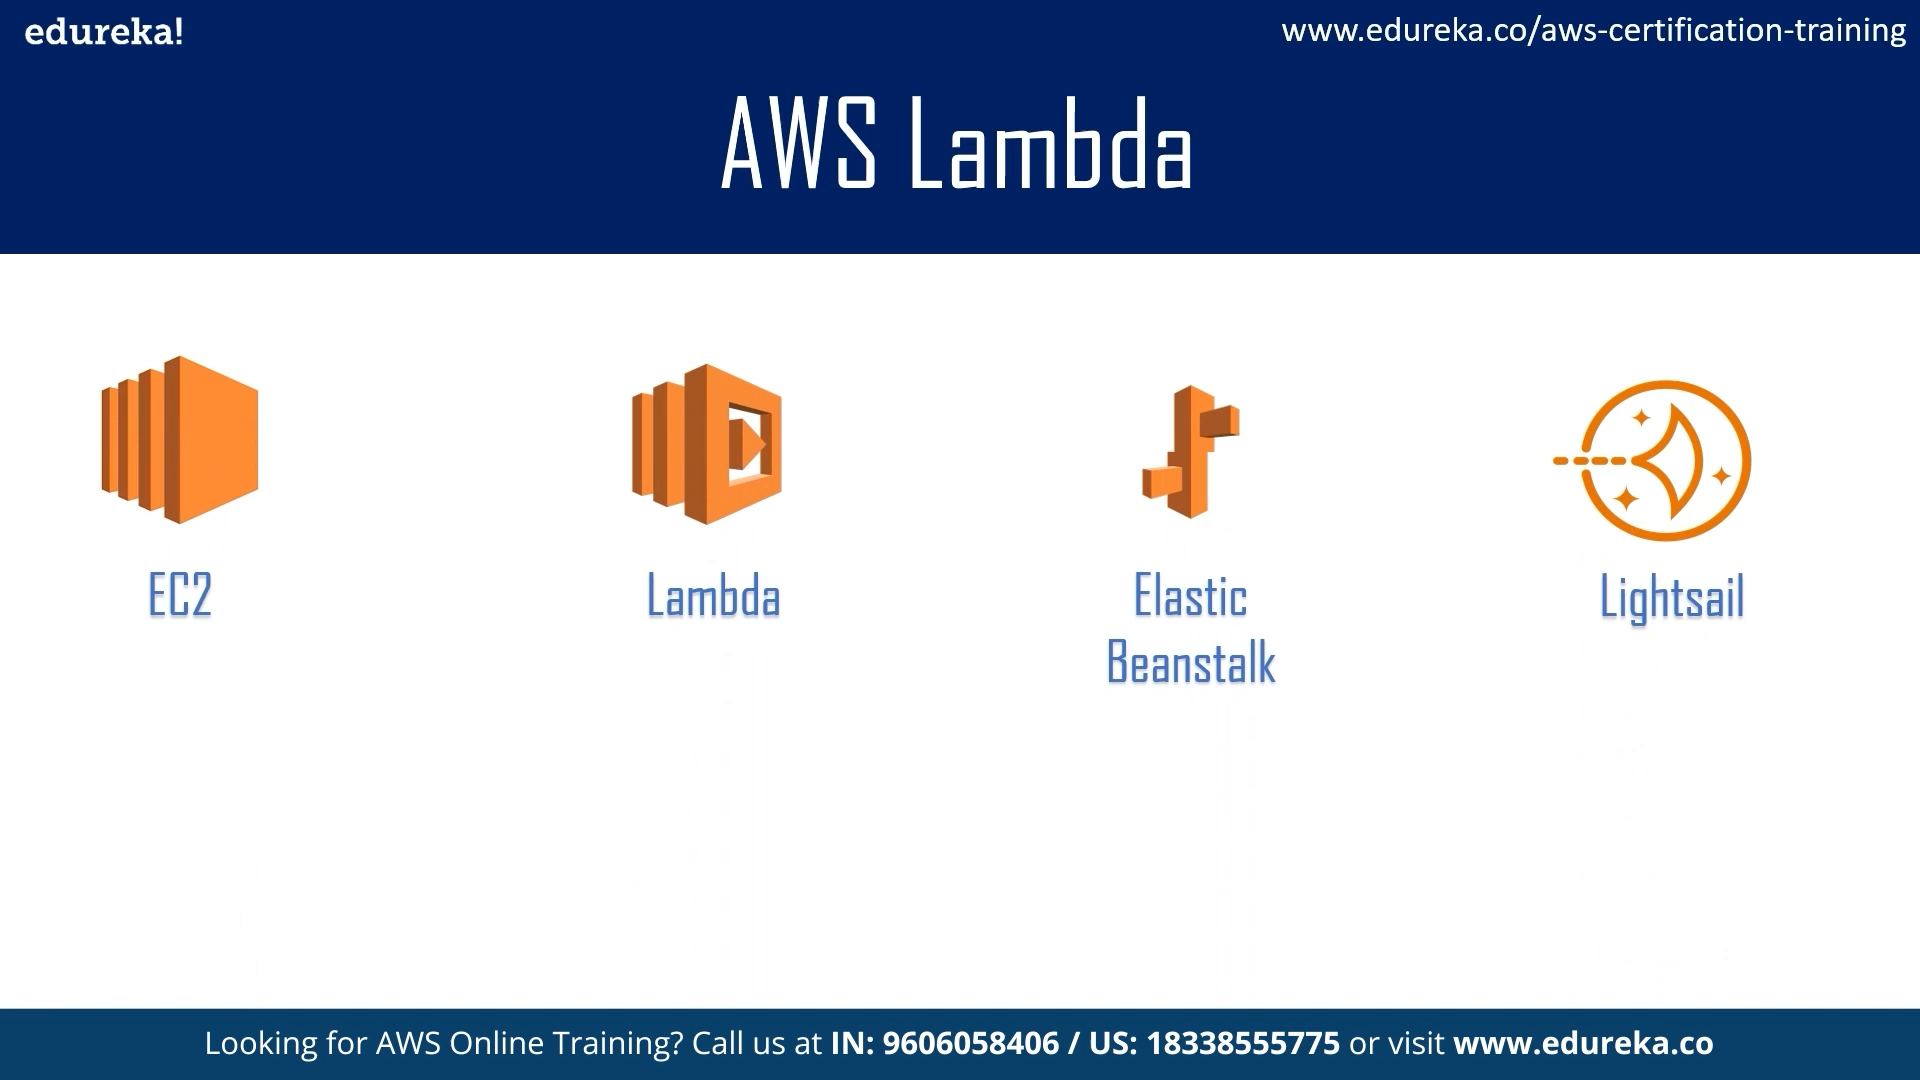 edureka!
www.edureka.co/aws-certification-training
AWS Lambda
EC2
Lambda
Elastic
Beanstalk
Lightsail
Looking for AWS Online Training? Call us at IN: 9606058406 / US: 18338555775 or visit www.edureka.co